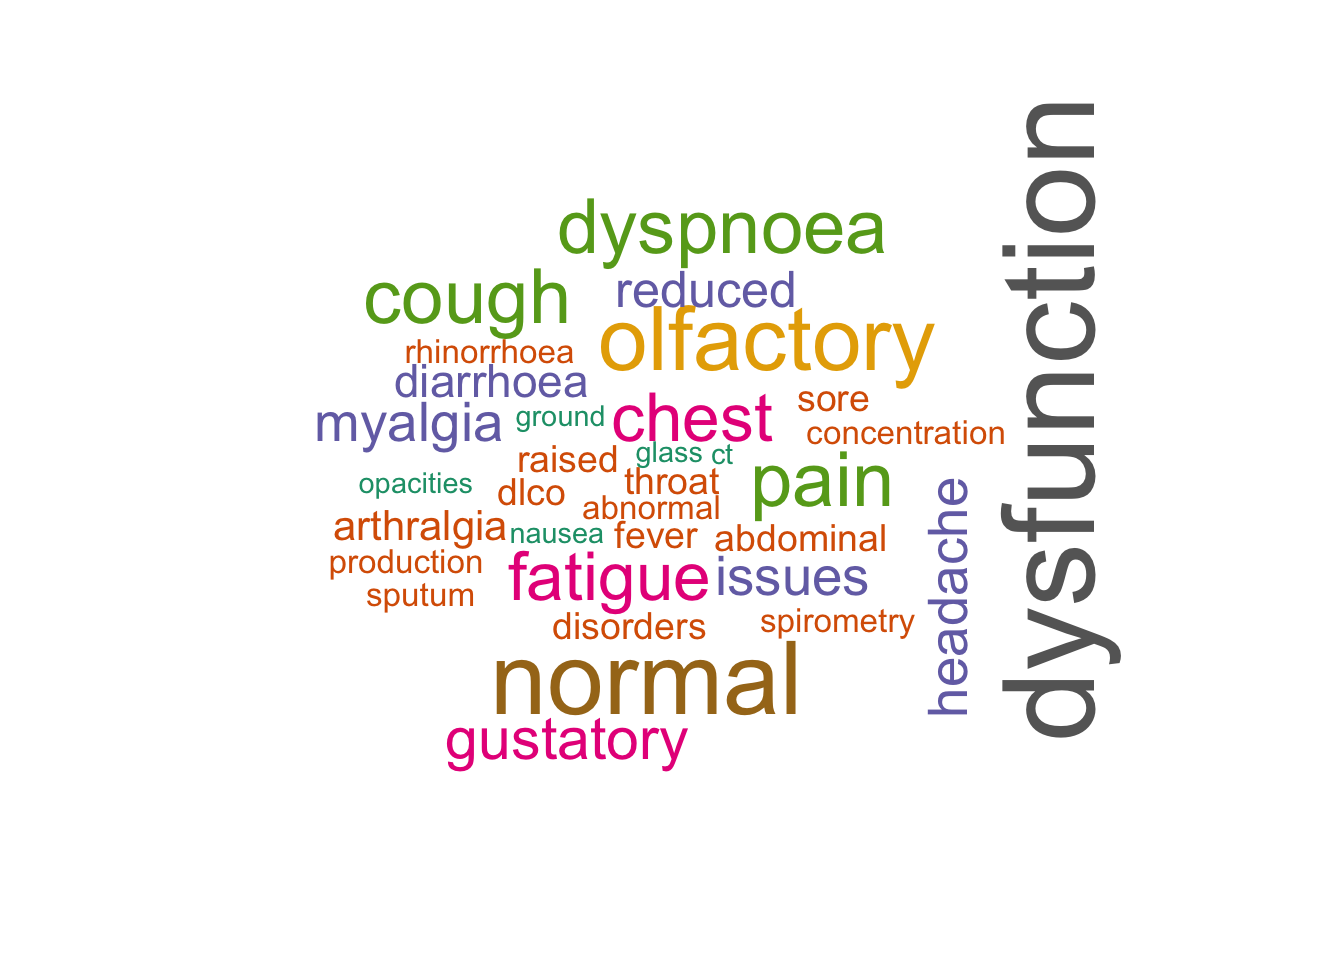 dyspnoea
cough
reduced
olfactory
rhinorrhoea
diarrhoea
myalgia
ground
chest
sore
concentration
raised
glass
ct
opacities
dlco
throat
pain
abnormal
arthralgia
nausea
fever
abdominal
production
fatigue
issues
sputum
disorders
spirometry
headache
dysfunction
normal
gustatory